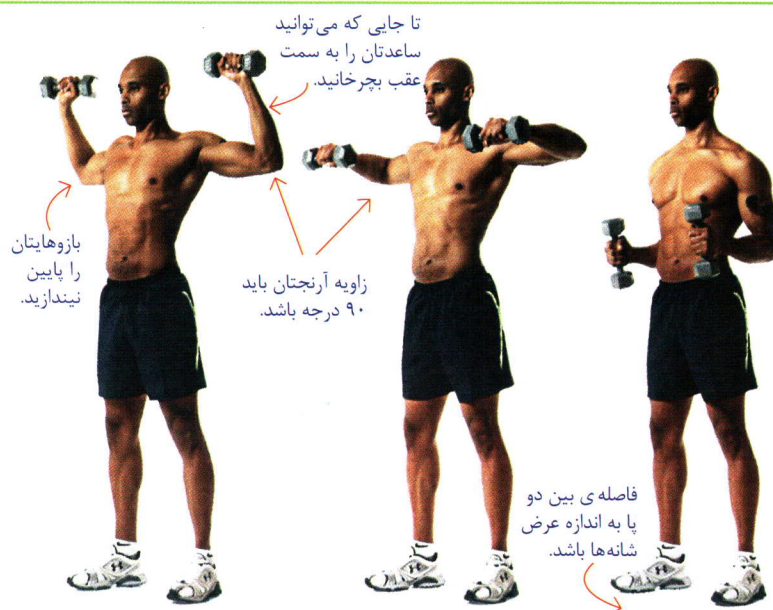 تا جایی که می‌توانید
ساعدتان را به سمت
عقب بچرخانید.
بازوهایتان
را پایین
نیندازید.
زاویه آرنجتان باید
۹۰ درجه باشد.
فاصله‌ی بین دو
پا به اندازه عرض
شانه‌ها باشد.